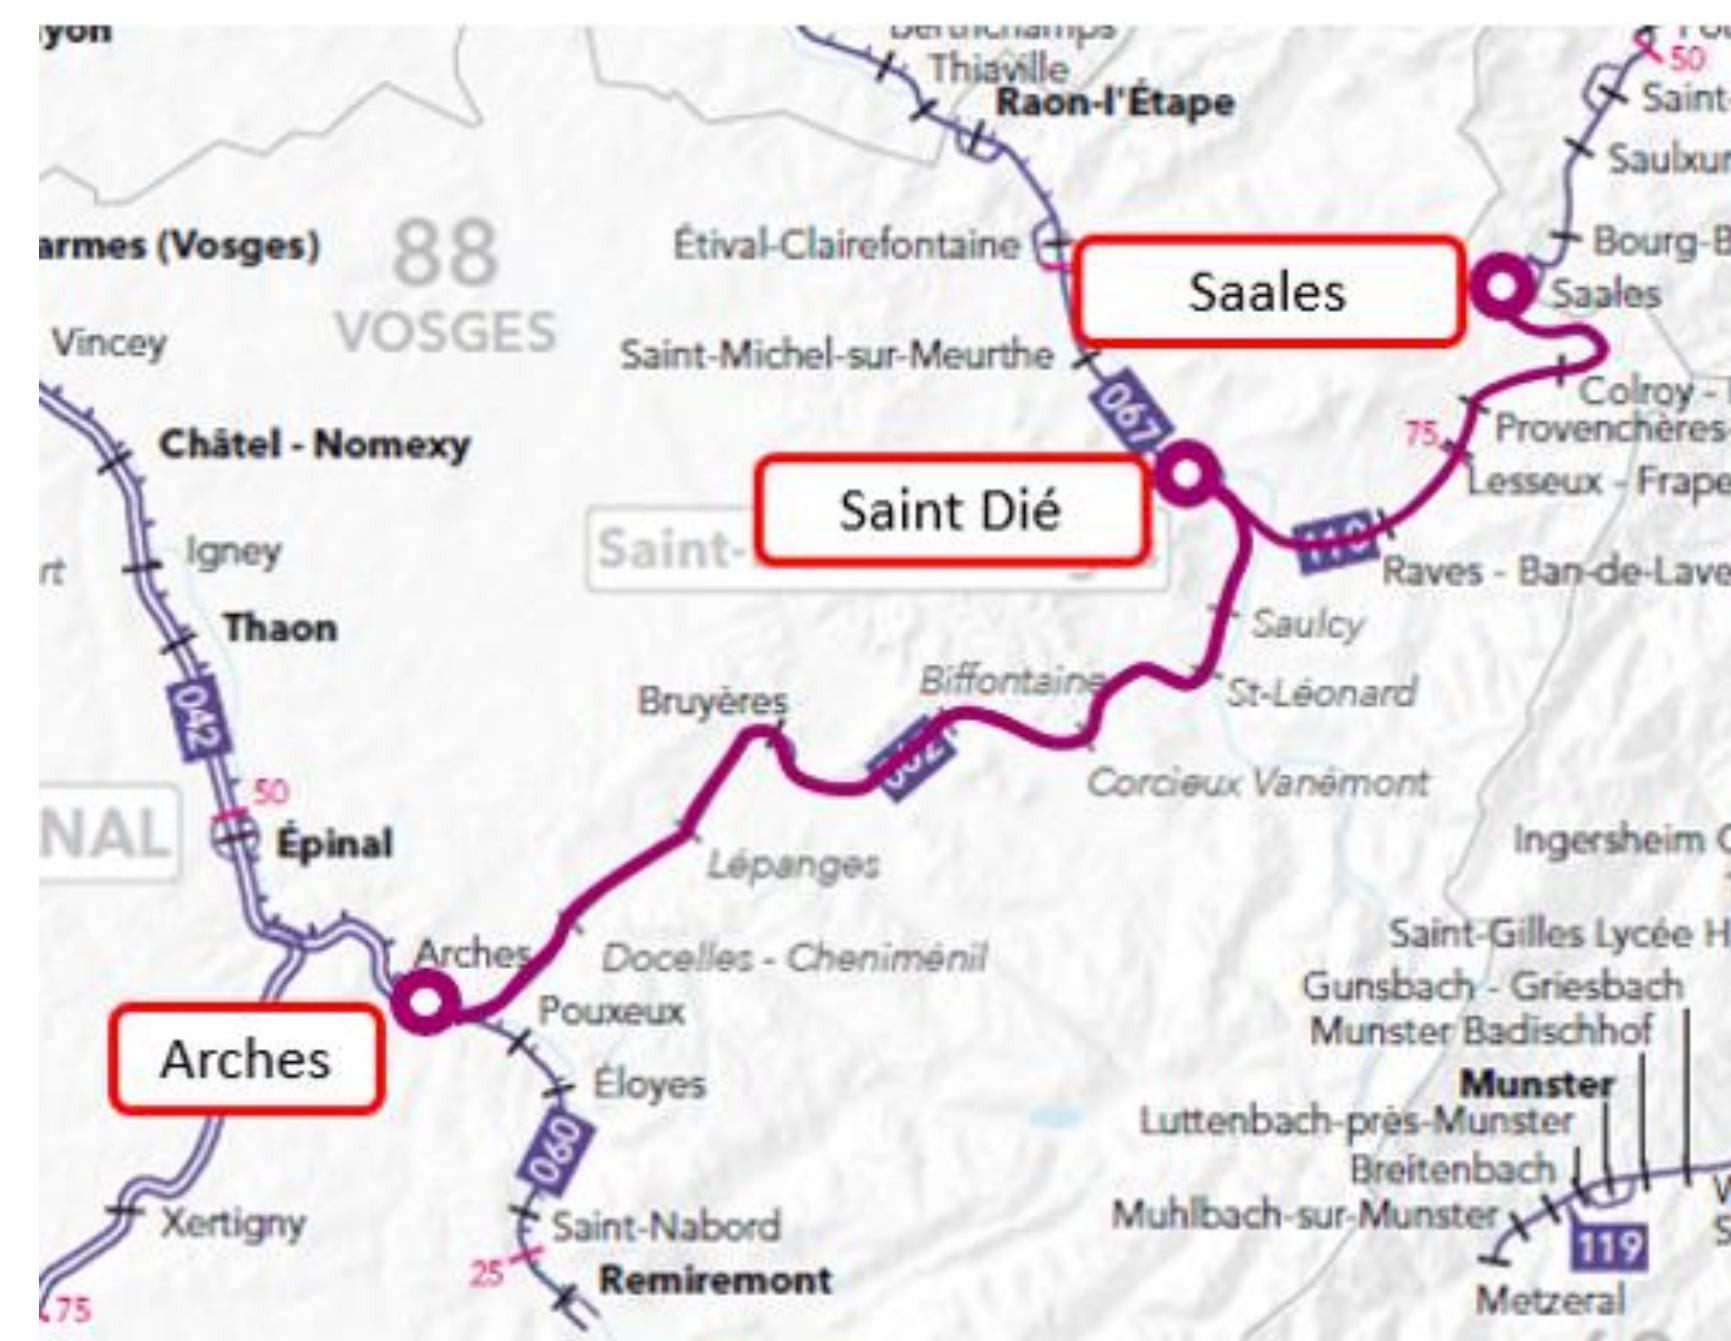 Thiaville
Raon-l'Étape
50
Saint-
Saulxur
armes (Vosges)
88
VOSGES
Étival-Clairefontaine
Saales
Bourg-B
Saales
Vincey
Saint-Michel-sur-Meurthe
067
Colroy -
75
Provenchères-
Châtel - Nomexy
Saint Dié
Lesseux - Frape
Saint-
Igney
rt
110
Raves - Ban-de-Lave
Thaon
Saulcy
042
Bruyères
Biffontaine
St-Léonard
Corcieux Vanémont
50
NAL
Épinal
Lépanges
Ingersheim
Arches
Docelles - Cheniménil
Saint-Gilles Lycée H
Gunsbach - Griesbach
Pouxeux
Munster Badischhof
Arches
Éloyes
Munster
Luttenbach-près-Munster
060
Breitenbach
Xertigny
Saint-Nabord
Muhlbach-sur-Munster
119
25
Remiremont
Metzeral
75